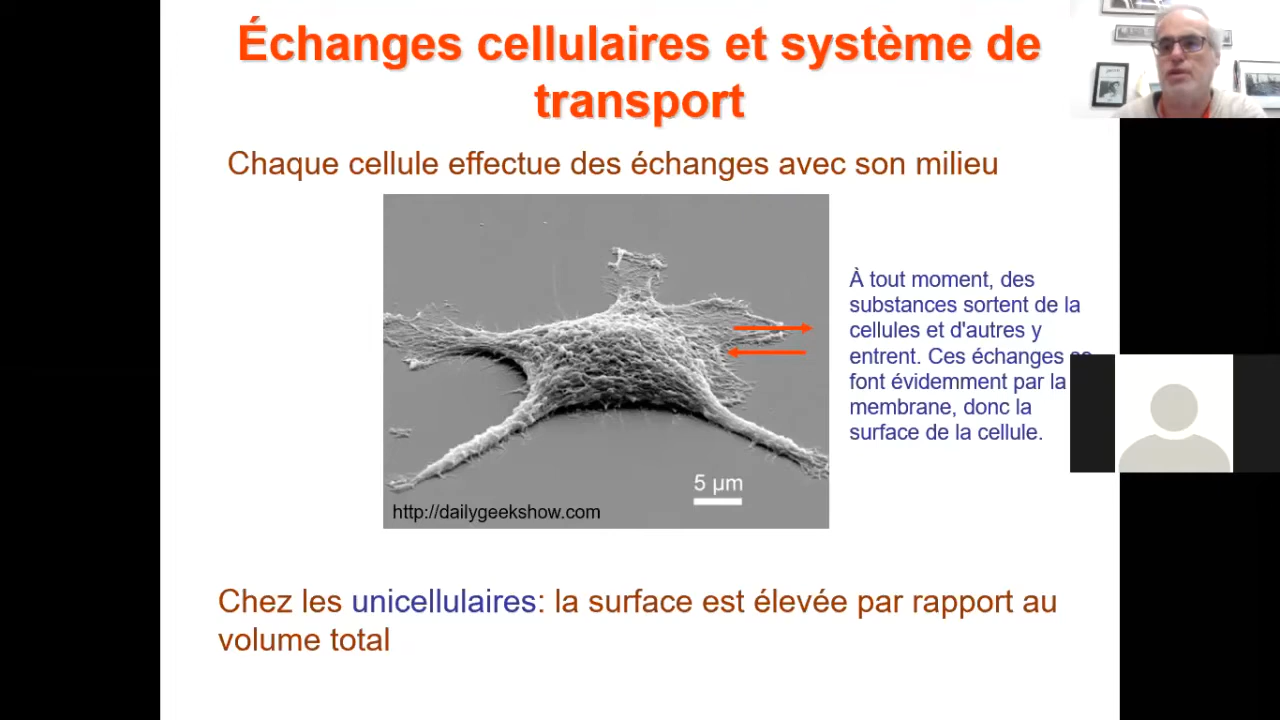 Échanges cellulaires et système de
transport
Chaque cellule effectue des échanges avec son milieu
À tout moment, des
substances sortent de la
cellules et d'autres y
entrent. Ces échanges se
font évidemment par la
membrane, donc la
surface de la cellule.
5 µm
http://dailygeekshow.com
Chez les unicellulaires: la surface est élevée par rapport au
volume total